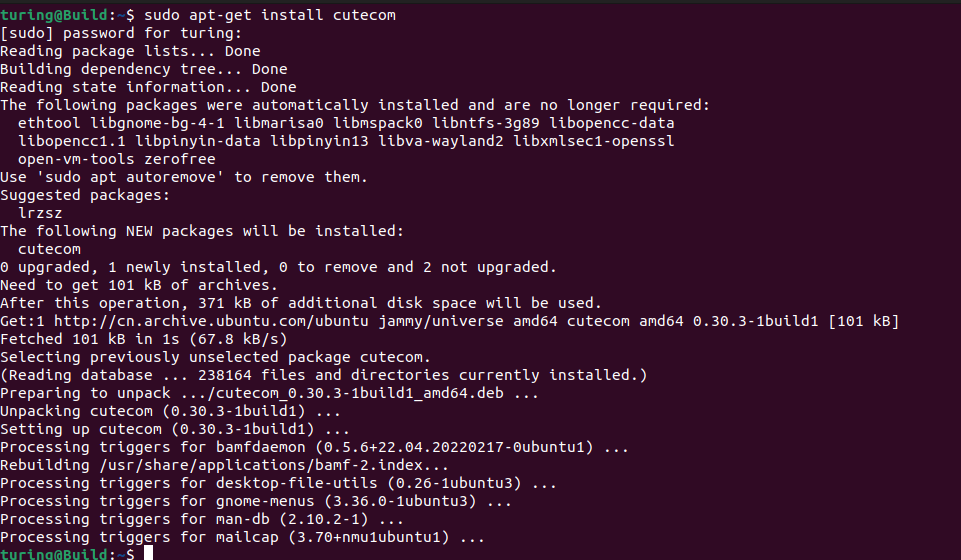 turing@Build:~$ sudo apt-get install cutecom
[sudo] password for turing:
Reading package lists... Done
Building dependency tree... Done
Reading state information... Done
The following packages were automatically installed and are no longer required:
  ethtool libgnome-bg-4-1 libmarisa0 libmspack0 libntfs-3g89 libopencc-data
  libopencc1.1 libpinyin-data libpinyin13 libva-wayland2 libxmlsec1-openssl
  open-vm-tools zerofree
Use 'sudo apt autoremove' to remove them.
Suggested packages:
  lrzsz
The following NEW packages will be installed:
  cutecom
0 upgraded, 1 newly installed, 0 to remove and 2 not upgraded.
Need to get 101 kB of archives.
After this operation, 371 kB of additional disk space will be used.
Get:1 http://cn.archive.ubuntu.com/ubuntu jammy/universe amd64 cutecom amd64 0.30.3-1build1 [101 kB]
Fetched 101 kB in 1s (67.8 kB/s)
Selecting previously unselected package cutecom.
(Reading database ... 238164 files and directories currently installed.)
Preparing to unpack .../cutecom_0.30.3-1build1_amd64.deb ...
Unpacking cutecom (0.30.3-1build1) ...
Setting up cutecom (0.30.3-1build1) ...
Processing triggers for bamfdaemon (0.5.6+22.04.20220217-0ubuntu1) ...
Rebuilding /usr/share/applications/bamf-2.index...
Processing triggers for desktop-file-utils (0.26-1ubuntu3) ...
Processing triggers for gnome-menus (3.36.0-1ubuntu3) ...
Processing triggers for man-db (2.10.2-1) ...
Processing triggers for mailcap (3.70+nmu1ubuntu1) ...
turing@Build:~$